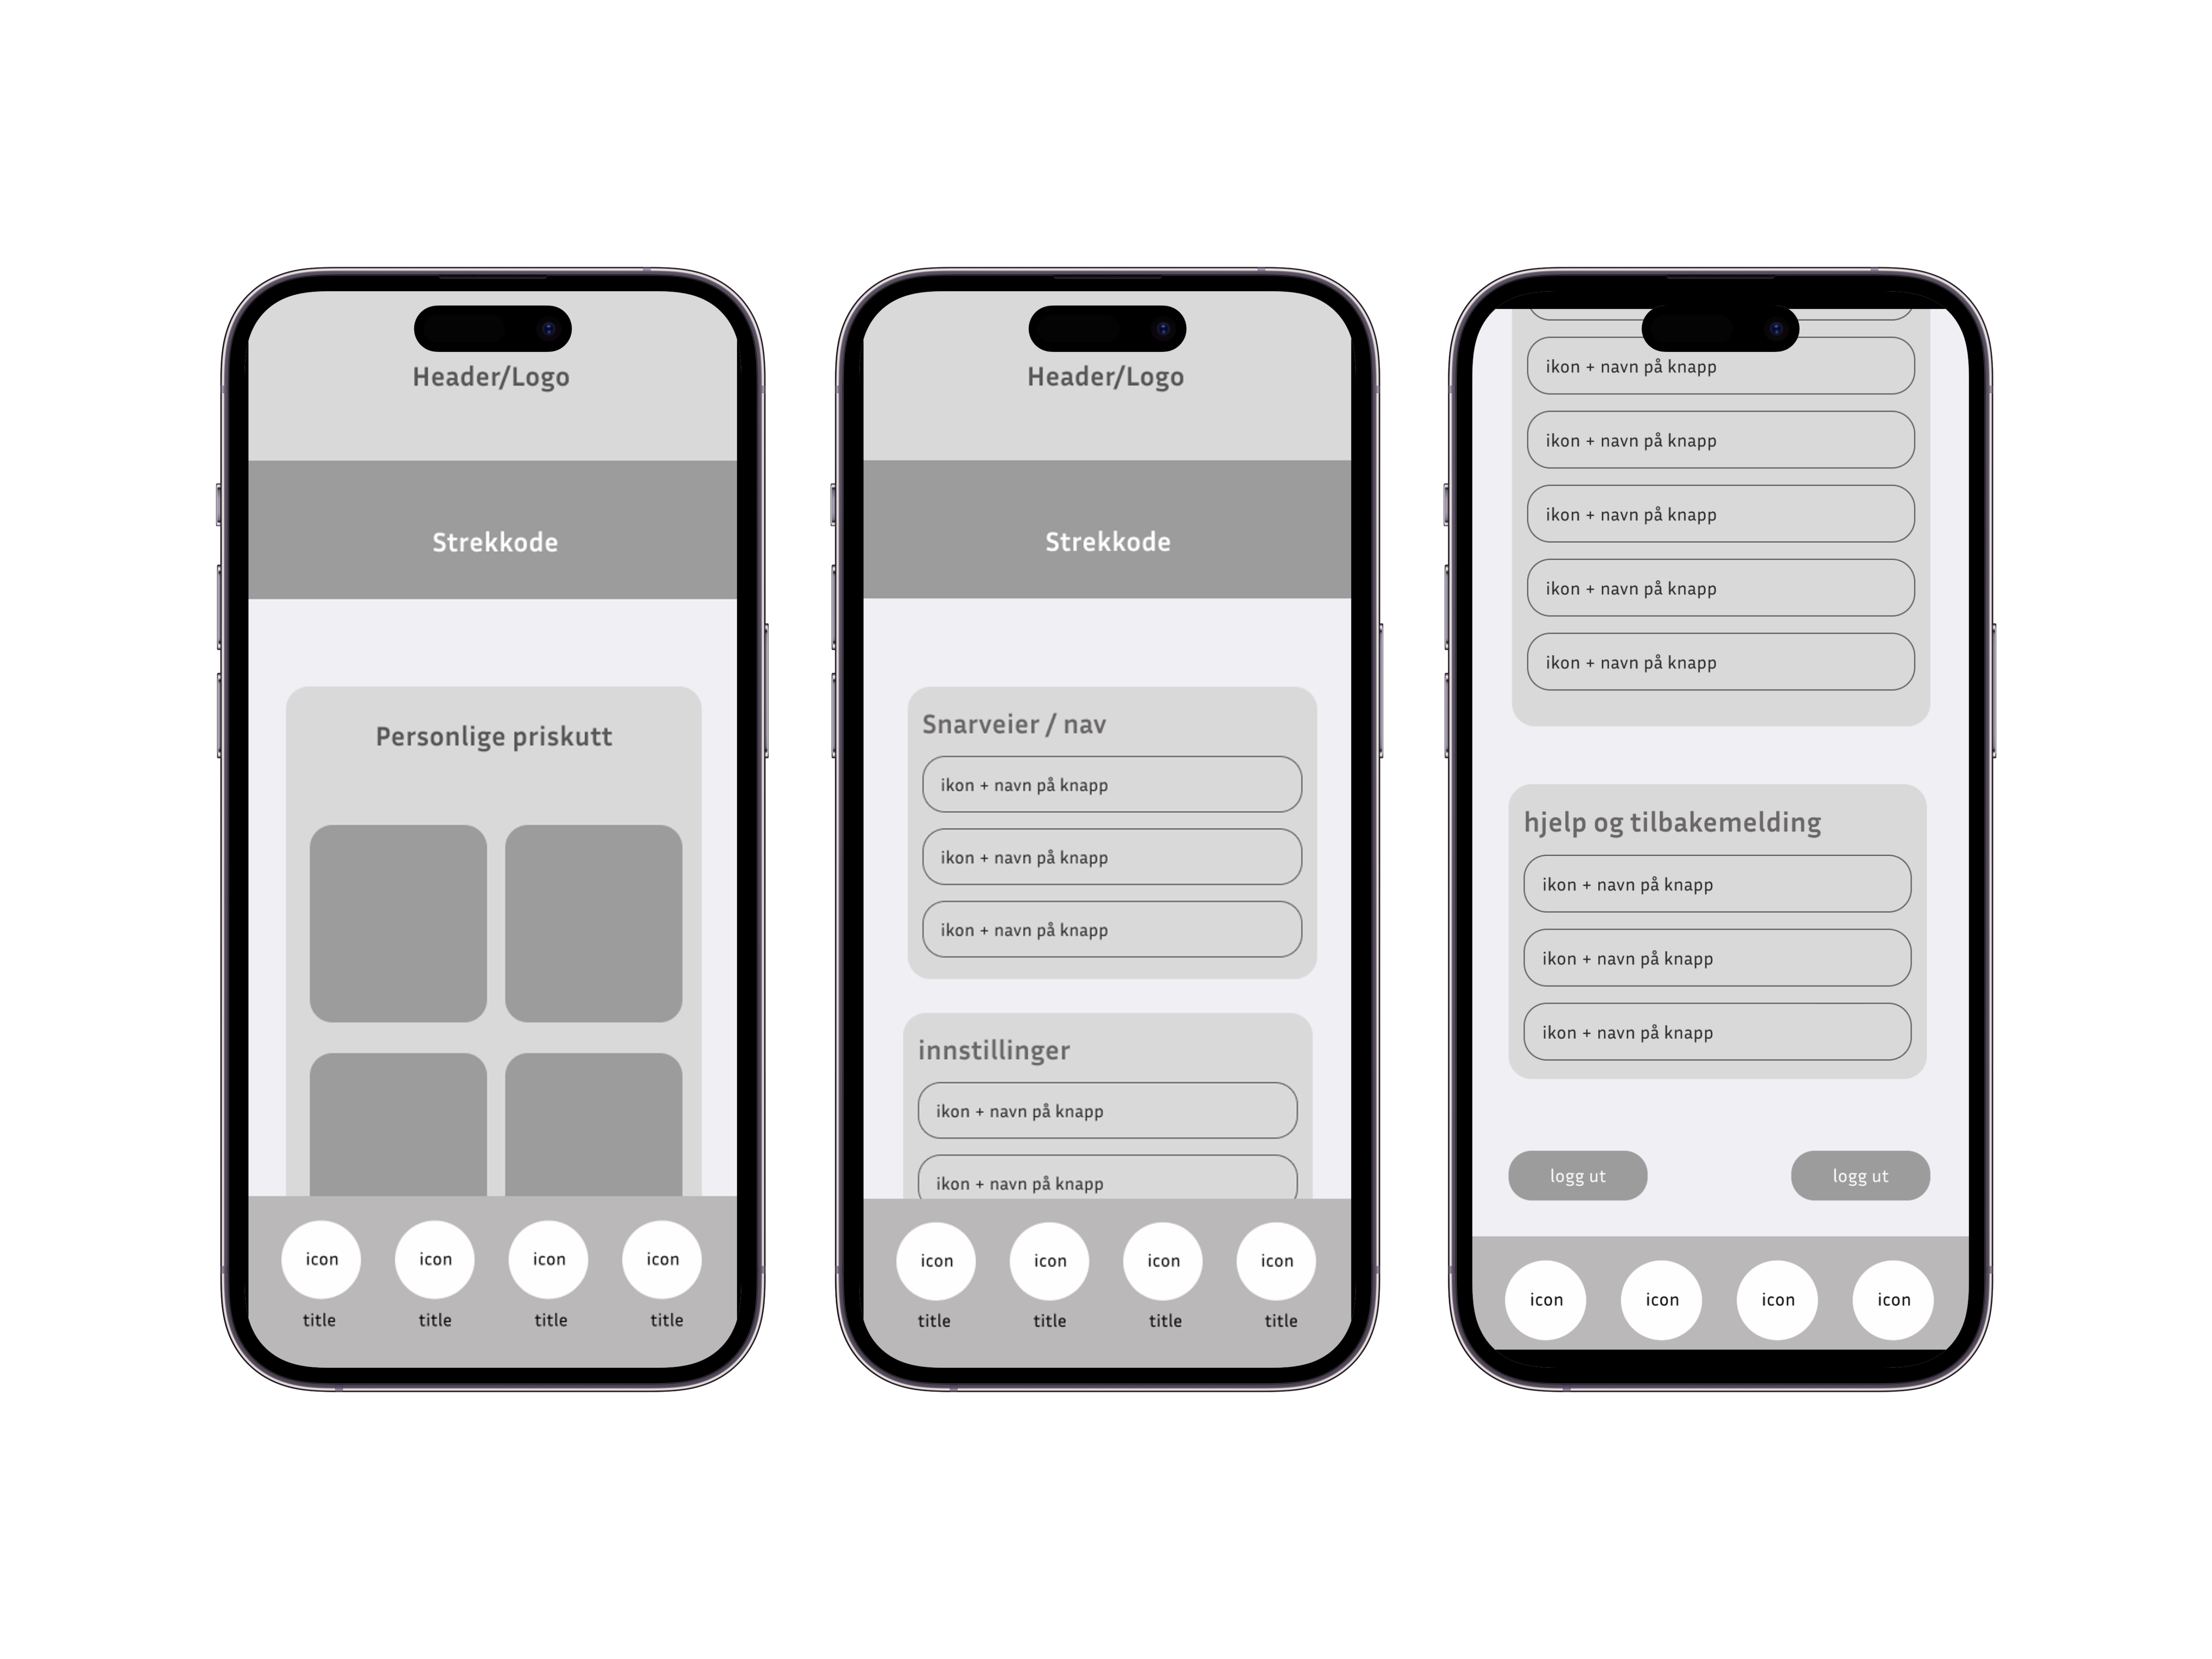 Header/Logo
Strekkode
Personlige priskutt
icon icon icon icon
title title title title
Header/Logo
Strekkode
Snarveier / nav
ikon + navn på knapp
ikon + navn på knapp
ikon + navn på knapp
innstillinger
ikon + navn på knapp
ikon + navn på knapp
icon icon icon icon
title title title title
ikon + navn på knapp
ikon + navn på knapp
ikon + navn på knapp
ikon + navn på knapp
ikon + navn på knapp
hjelp og tilbakemelding
ikon + navn på knapp
ikon + navn på knapp
ikon + navn på knapp
logg ut logg ut
icon icon icon icon